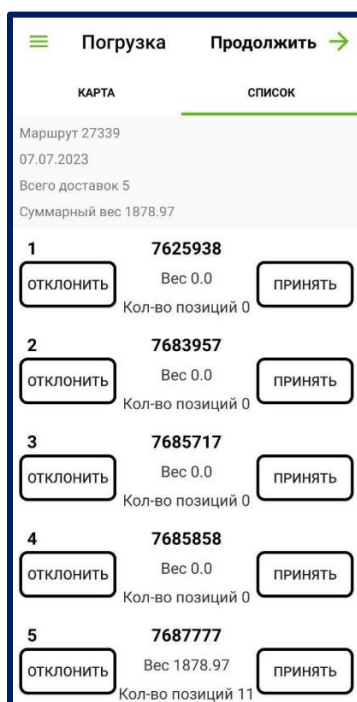 Погрузка Продолжить
КАРТА СПИСОК
Маршрут 27339
07.07.2023
Всего доставок 5
Суммарный вес 1878.97
1 7625938
ОТКЛОНИТЬ Вес 0.0 ПРИНЯТЬ
Кол-во позиций 0
2 7683957
ОТКЛОНИТЬ Вес 0.0 ПРИНЯТЬ
Кол-во позиций 0
3 7685717
ОТКЛОНИТЬ Вес 0.0 ПРИНЯТЬ
Кол-во позиций 0
4 7685858
ОТКЛОНИТЬ Вес 0.0 ПРИНЯТЬ
Кол-во позиций 0
5 7687777
ОТКЛОНИТЬ Вес 1878.97 ПРИНЯТЬ
Кол-во позиций 11